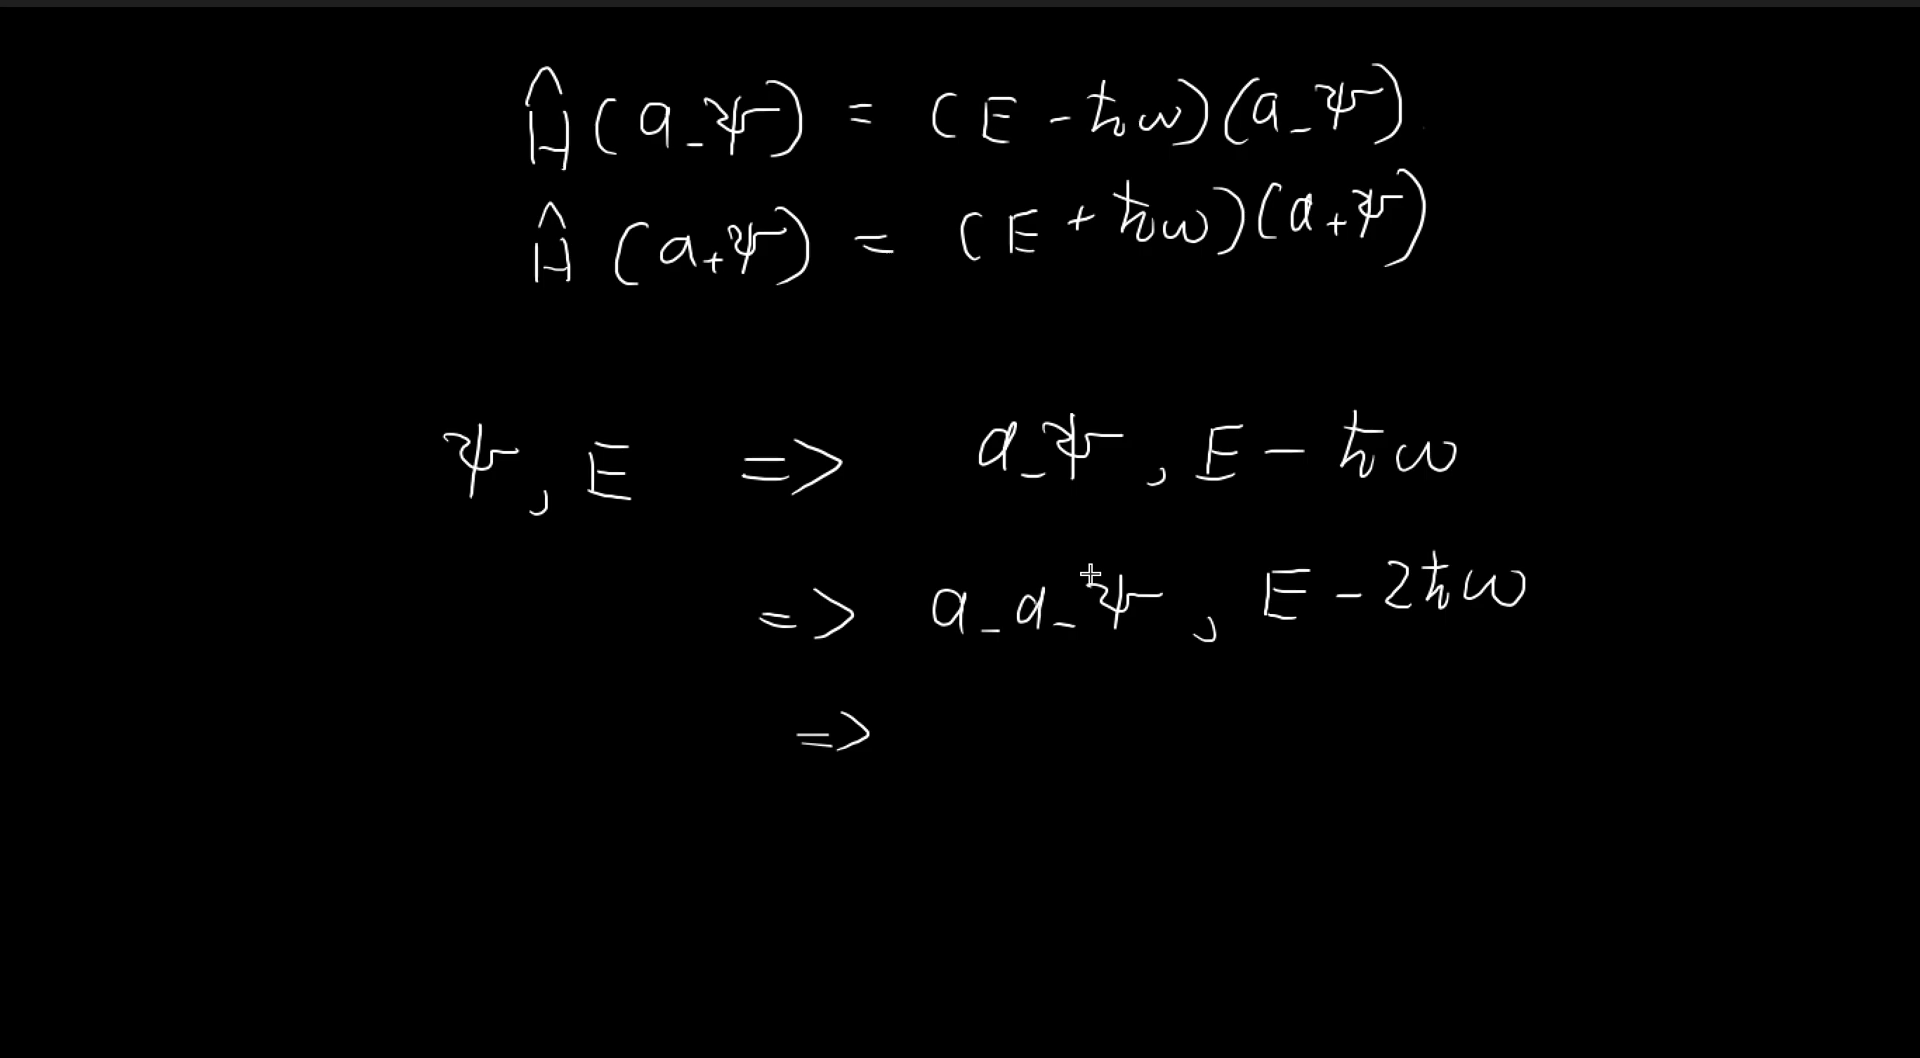 Ĥ(a₋ψ) = (E - ħω)(a₋ψ)
Ĥ(a₊ψ) = (E + ħω)(a₊ψ)
ψ, E => a₋ψ, E - ħω
=> a₋a₋ψ, E - 2ħω
=>